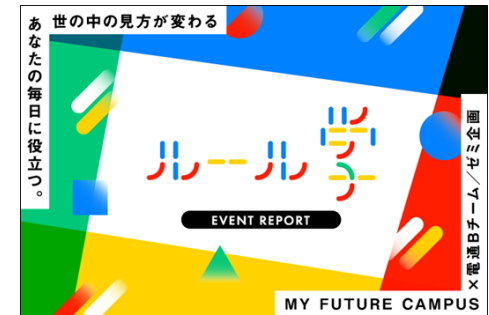 世の中の見方が変わる
あなたの毎日に役立つ。
ルール学
EVENT REPORT
MY FUTURE CAMPUS
×電通Bチーム／ゼミ企画